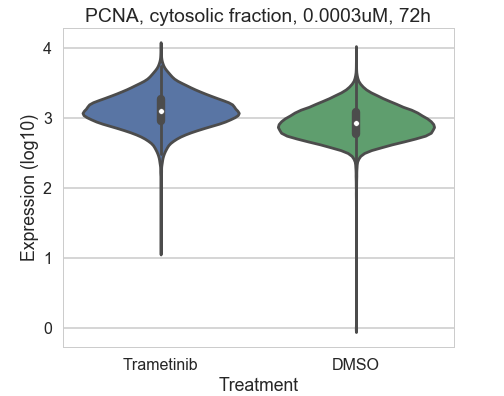 PCNA, cytosolic fraction, 0.0003uM, 72h
Expression (log10)
4
3
2
1
0
Trametinib
DMSO
Treatment